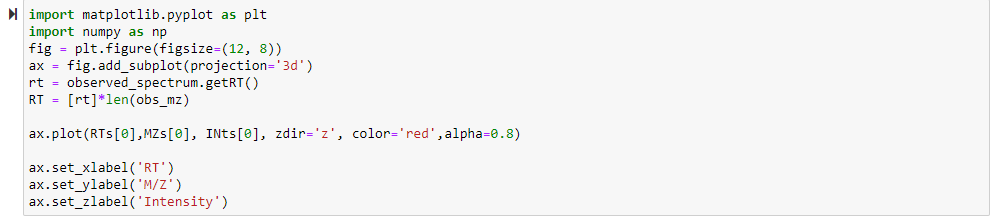 import matplotlib.pyplot as plt
import numpy as np
fig = plt.figure(figsize=(12, 8))
ax = fig.add_subplot(projection='3d')
rt = observed_spectrum.getRT()
RT = [rt]*len(obs_mz)
ax.plot(RTs[0],MZs[0], INts[0], zdir='z', color='red',alpha=0.8)
ax.set_xlabel('RT')
ax.set_ylabel('M/Z')
ax.set_zlabel('Intensity')